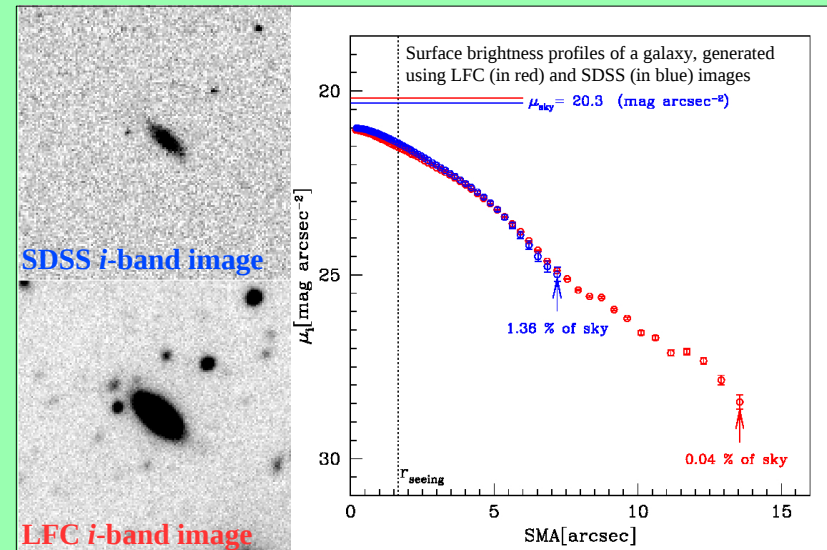 SDSS i-band image
LFC i-band image
Surface brightness profiles of a galaxy, generated
using LFC (in red) and SDSS (in blue) images
μsky= 20.3 (mag arcsec⁻²)
1.36 % of sky
0.04 % of sky
rseeing
μi[mag arcsec⁻²]
20
25
30
0 5 10 15
SMA[arcsec]